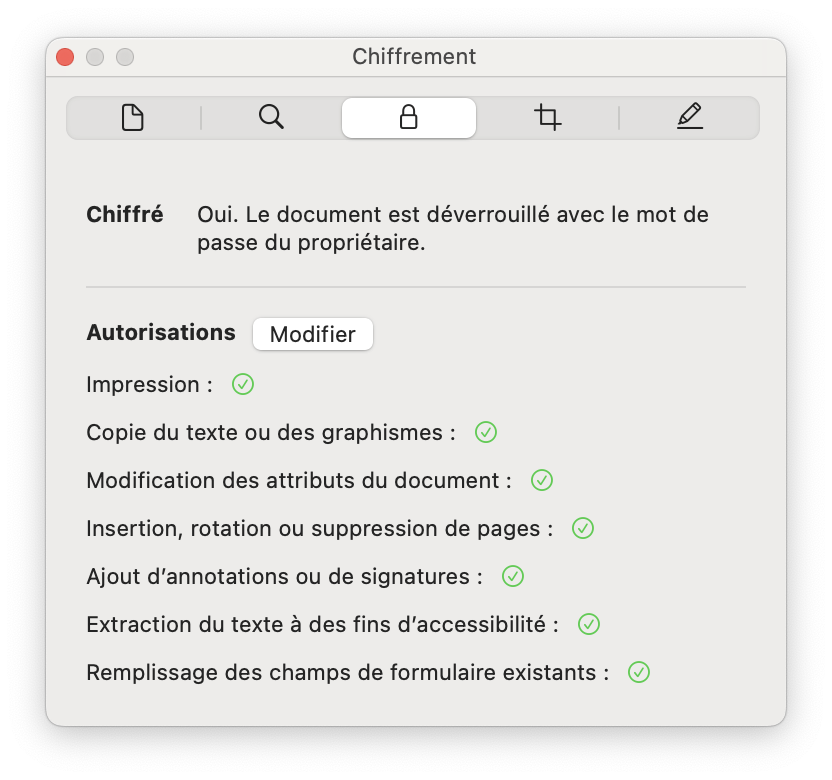 Chiffrement
Chiffré Oui. Le document est déverrouillé avec le mot de
passe du propriétaire.
Autorisations Modifier
Impression :
Copie du texte ou des graphismes :
Modification des attributs du document :
Insertion, rotation ou suppression de pages :
Ajout d’annotations ou de signatures :
Extraction du texte à des fins d’accessibilité :
Remplissage des champs de formulaire existants :